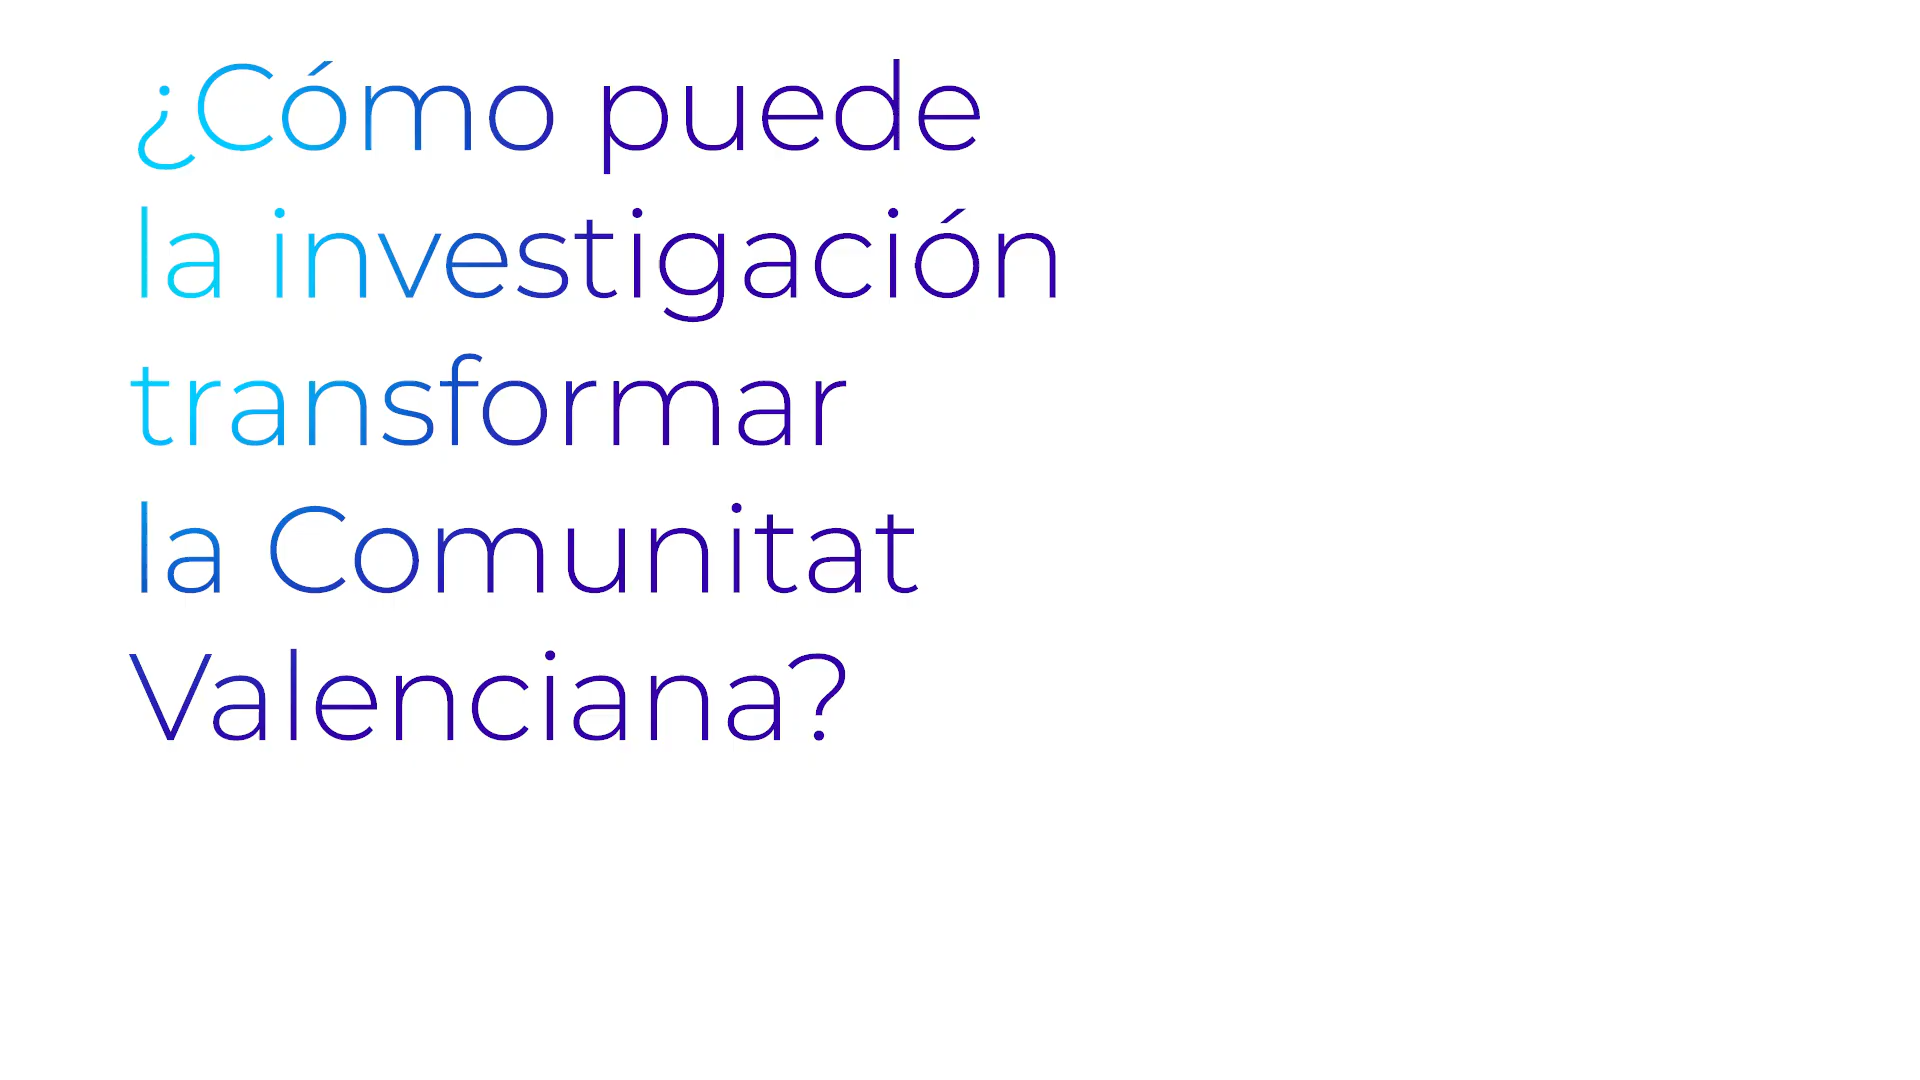 ¿Cómo puede
la investigación
transformar
la Comunitat
Valenciana?